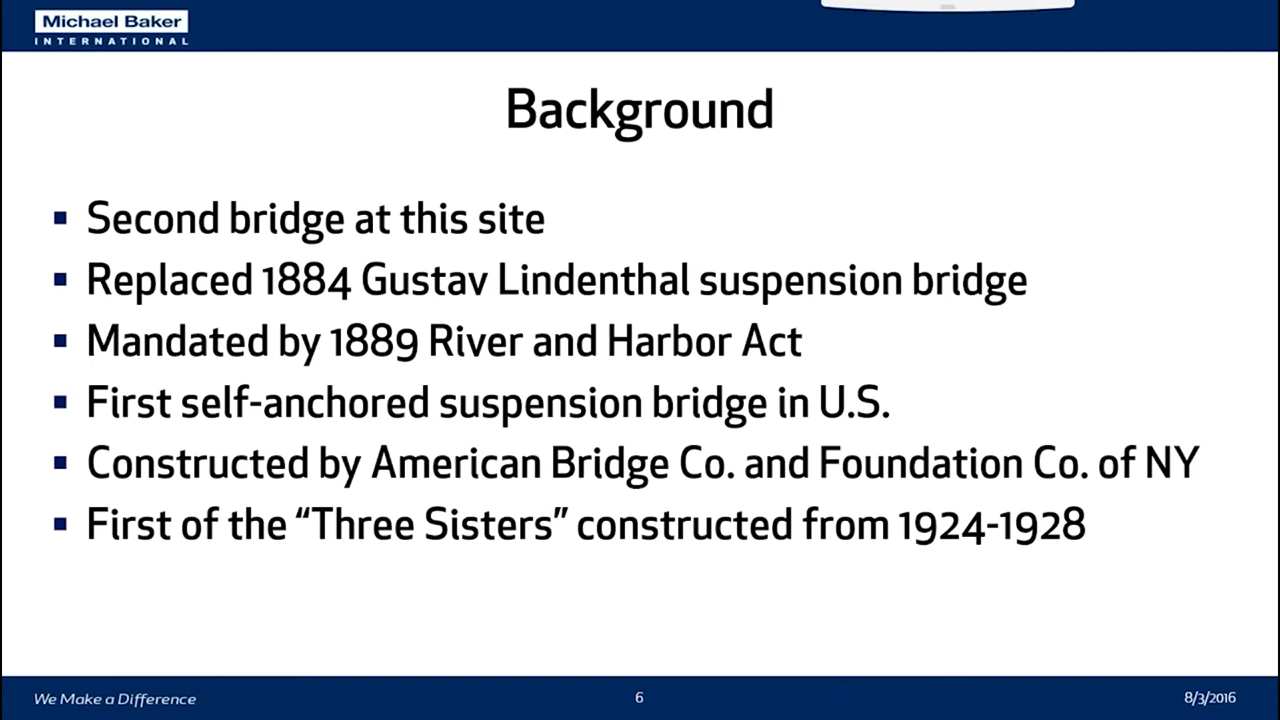 Michael Baker
INTERNATIONAL
Background
▪ Second bridge at this site
▪ Replaced 1884 Gustav Lindenthal suspension bridge
▪ Mandated by 1889 River and Harbor Act
▪ First self-anchored suspension bridge in U.S.
▪ Constructed by American Bridge Co. and Foundation Co. of NY
▪ First of the “Three Sisters” constructed from 1924-1928
We Make a Difference
6
8/3/2016